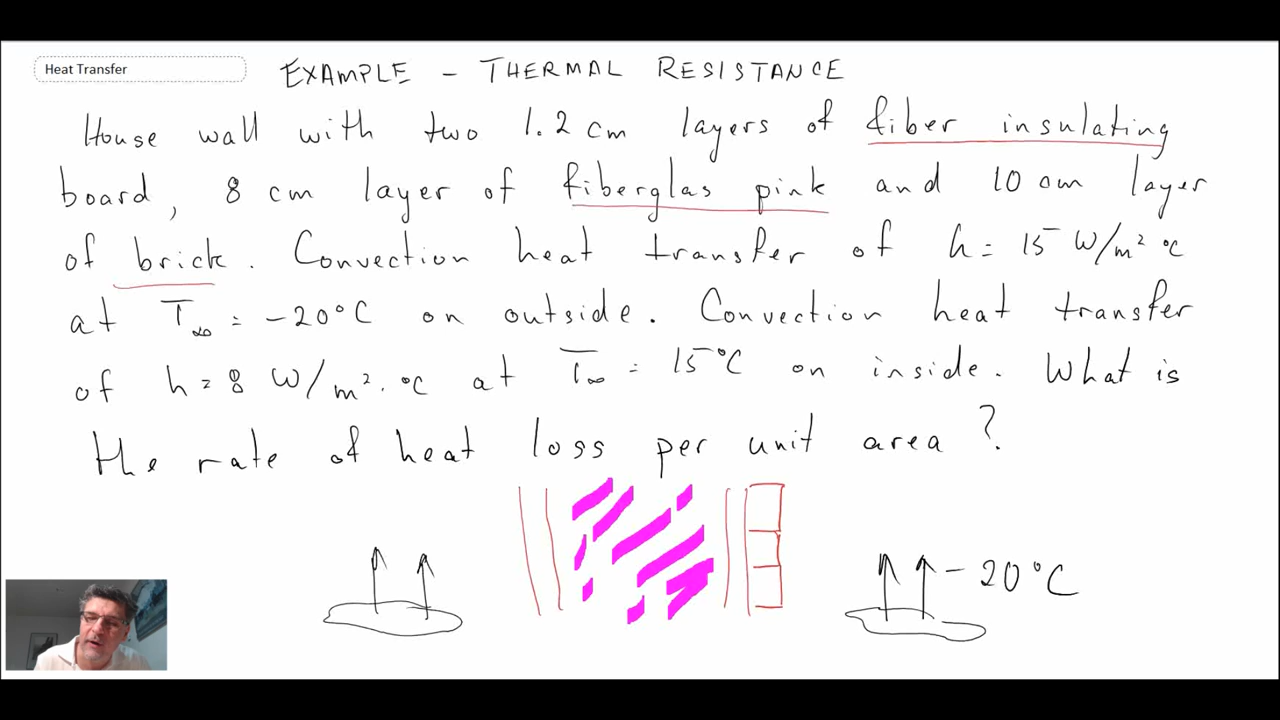 Heat Transfer
EXAMPLE - THERMAL RESISTANCE
House wall with two 1.2 cm layers of fiber insulating
board, 8 cm layer of fiberglas pink and 10 cm layer
of brick. Convection heat transfer of h = 15 W/m² °C
at T∞ = -20°C on outside. Convection heat transfer
of h = 8 W/m²·°C at T∞ = 15°C on inside. What is
the rate of heat loss per unit area?
-20°C